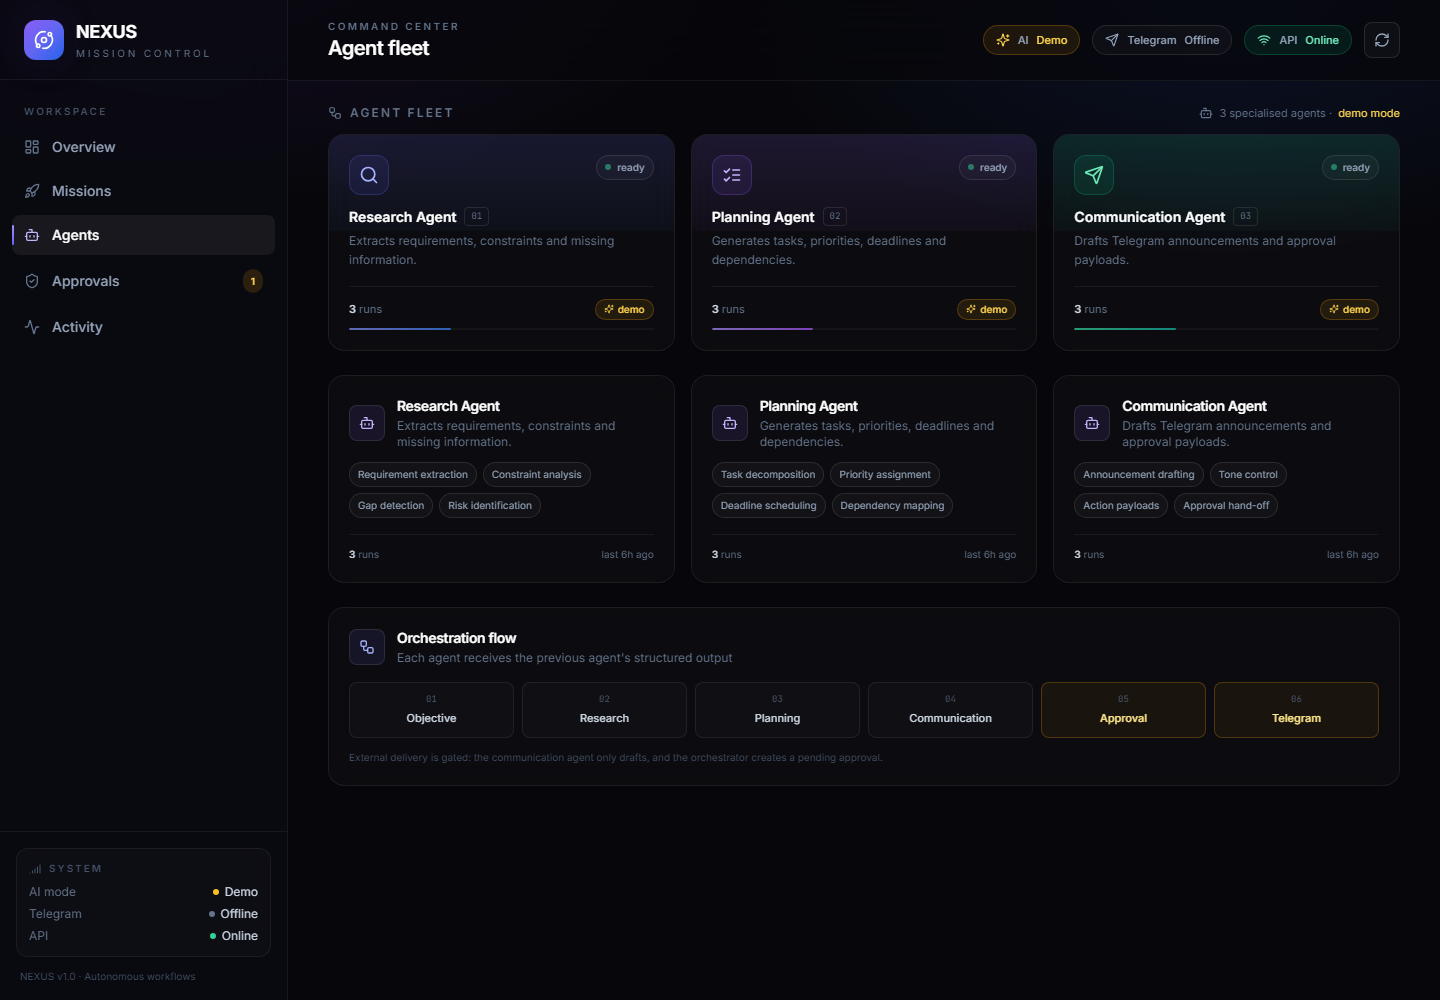 NEXUS
MISSION CONTROL
WORKSPACE
Overview
Missions
Agents
Approvals 1
Activity
SYSTEM
AI mode Demo
Telegram Offline
API Online
NEXUS v1.0 · Autonomous workflows
COMMAND CENTER
Agent fleet
AI Demo
Telegram Offline
API Online
AGENT FLEET
3 specialised agents · demo mode
ready
Research Agent 01
Extracts requirements, constraints and missing
information.
3 runs demo
ready
Planning Agent 02
Generates tasks, priorities, deadlines and
dependencies.
3 runs demo
ready
Communication Agent 03
Drafts Telegram announcements and approval
payloads.
3 runs demo
Research Agent
Extracts requirements, constraints and
missing information.
Requirement extraction Constraint analysis
Gap detection Risk identification
3 runs last 6h ago
Planning Agent
Generates tasks, priorities, deadlines and
dependencies.
Task decomposition Priority assignment
Deadline scheduling Dependency mapping
3 runs last 6h ago
Communication Agent
Drafts Telegram announcements and
approval payloads.
Announcement drafting Tone control
Action payloads Approval hand-off
3 runs last 6h ago
Orchestration flow
Each agent receives the previous agent's structured output
01 02 03 04 05 06
Objective Research Planning Communication Approval Telegram
External delivery is gated: the communication agent only drafts, and the orchestrator creates a pending approval.